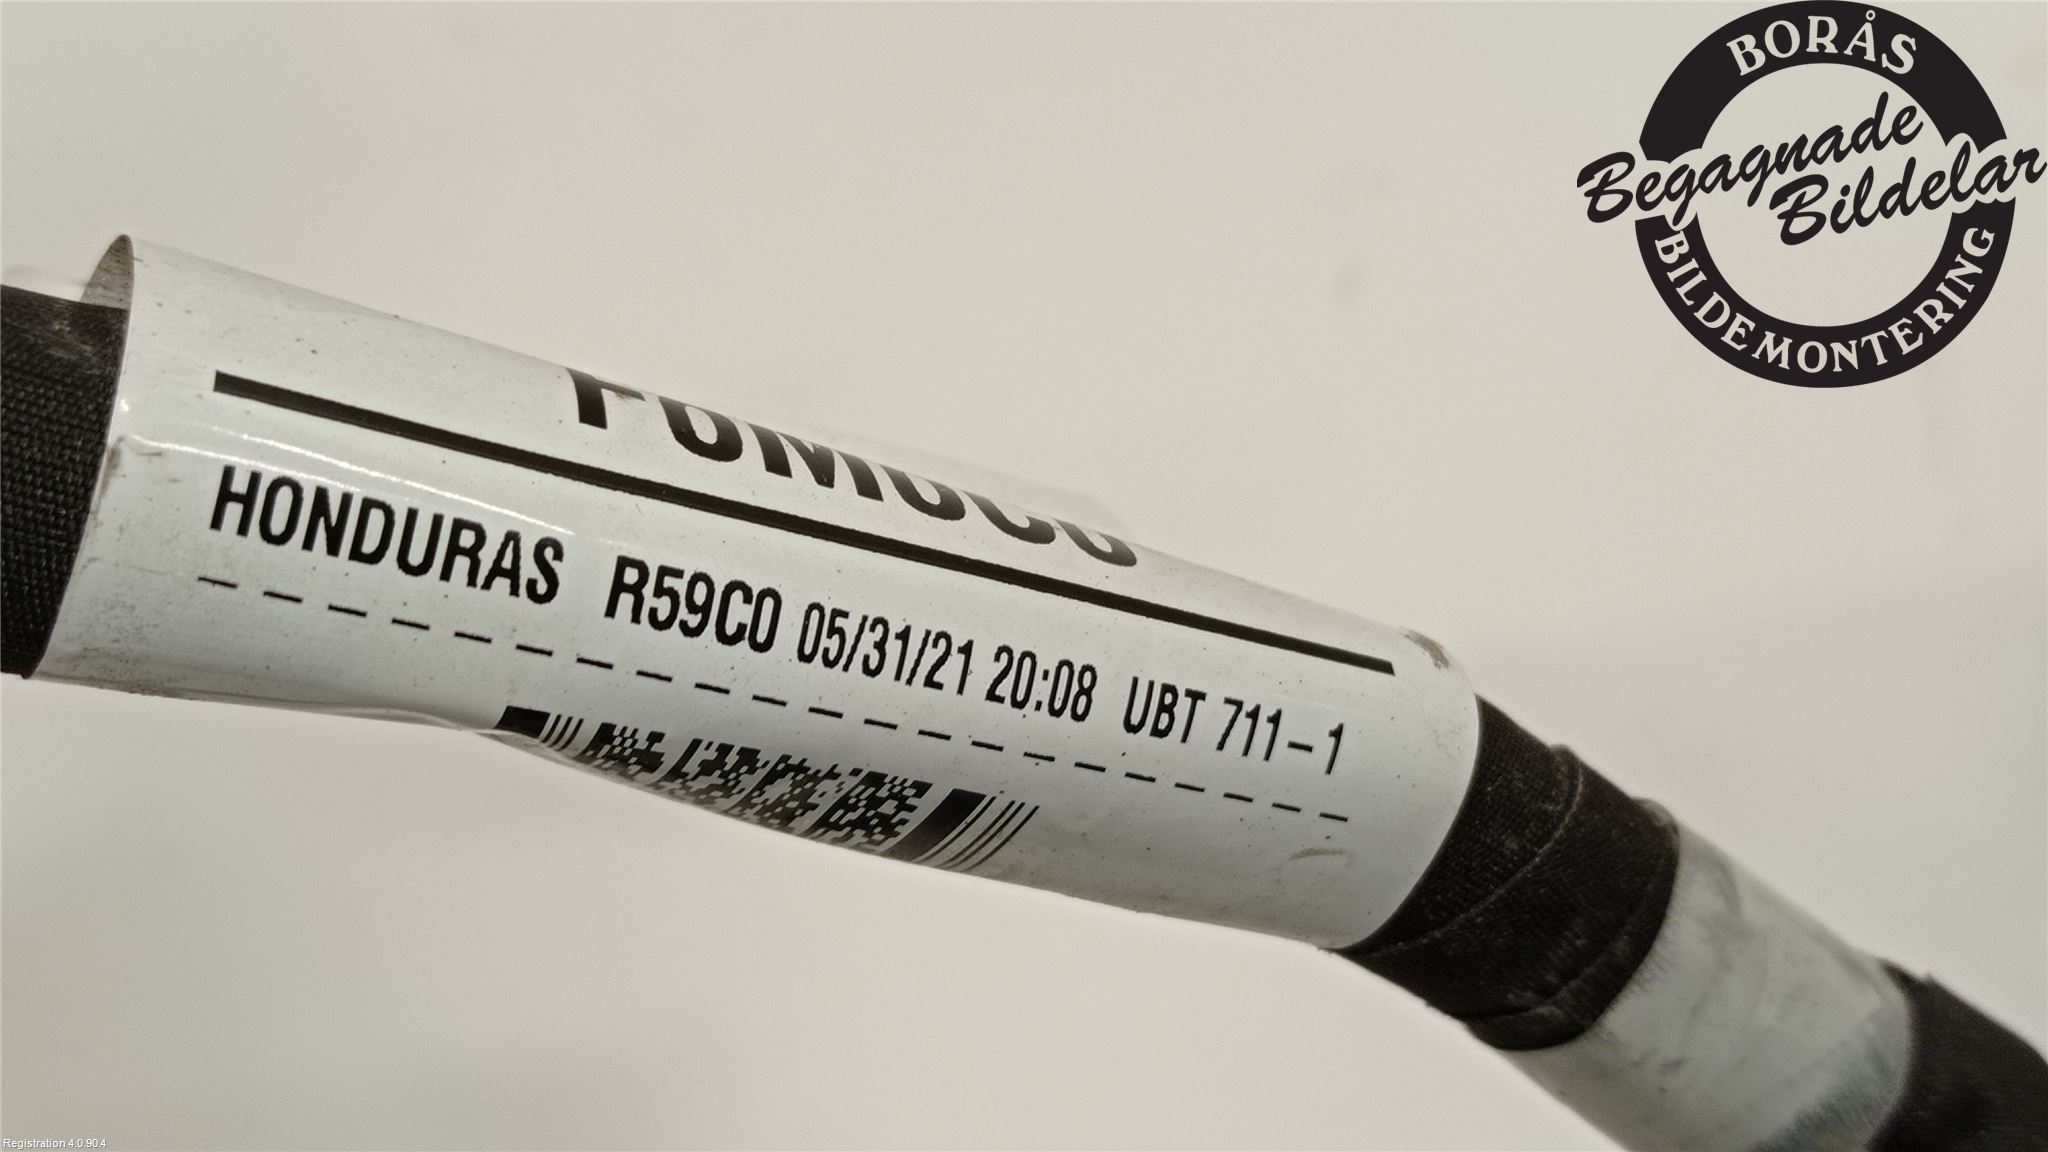 BORÅS
Begagnade
Bildelar
BILDEMONTERING
FOMOCO
HONDURAS R59C0 05/31/21 20:08 UBT 711-1
Registration 4.0.90.4